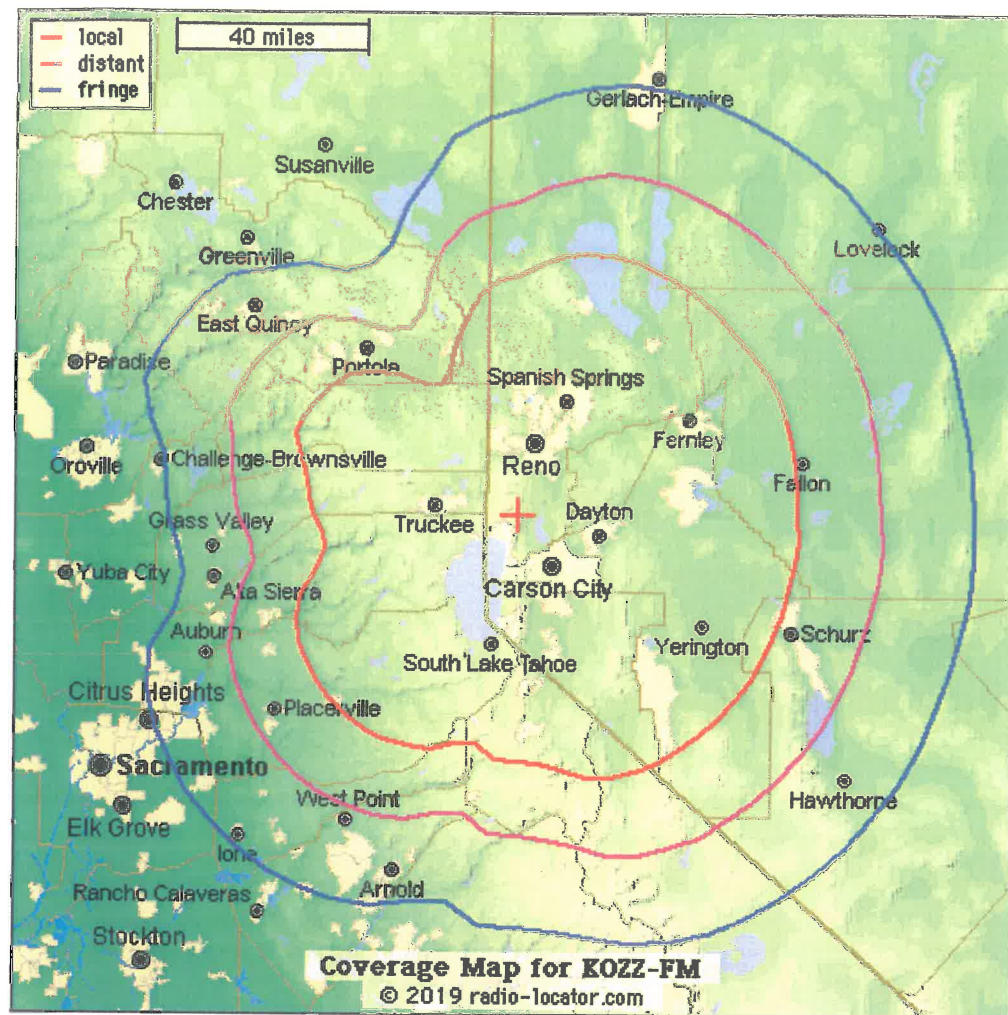 local
distant
fringe
40 miles
Gerlach-Empire
Susanville
Chester
Greenville
Lovelock
East Quincy
Paradise
Portola
Spanish Springs
Fernley
Oroville
Challenge-Brownsville
Reno
Fallon
Grass Valley
Truckee
Dayton
Yuba City
Alta Sierra
Carson City
Auburn
South Lake Tahoe
Yerington
Schurz
Citrus Heights
Placerville
Sacramento
West Point
Hawthorne
Elk Grove
Ione
Rancho Calaveras
Arnold
Stockton
Coverage Map for KOZZ-FM
© 2019 radio-locator.com